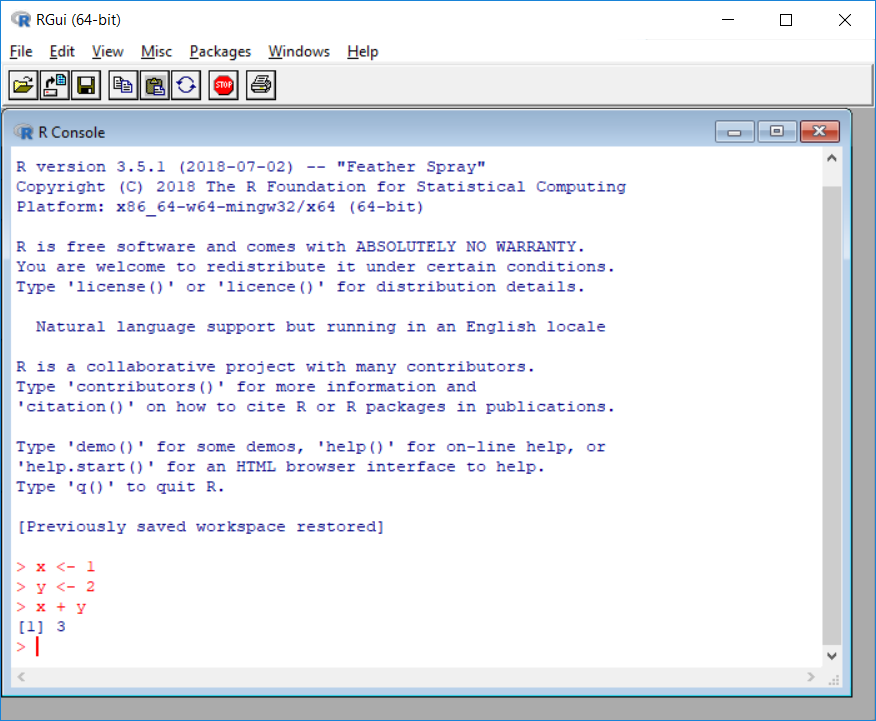 RGui (64-bit)
File Edit View Misc Packages Windows Help
STOP
R Console
R version 3.5.1 (2018-07-02) -- "Feather Spray"
Copyright (C) 2018 The R Foundation for Statistical Computing
Platform: x86_64-w64-mingw32/x64 (64-bit)
R is free software and comes with ABSOLUTELY NO WARRANTY.
You are welcome to redistribute it under certain conditions.
Type 'license()' or 'licence()' for distribution details.
Natural language support but running in an English locale
R is a collaborative project with many contributors.
Type 'contributors()' for more information and
'citation()' on how to cite R or R packages in publications.
Type 'demo()' for some demos, 'help()' for on-line help, or
'help.start()' for an HTML browser interface to help.
Type 'q()' to quit R.
[Previously saved workspace restored]
> x <- 1
> y <- 2
> x + y
[1] 3
>